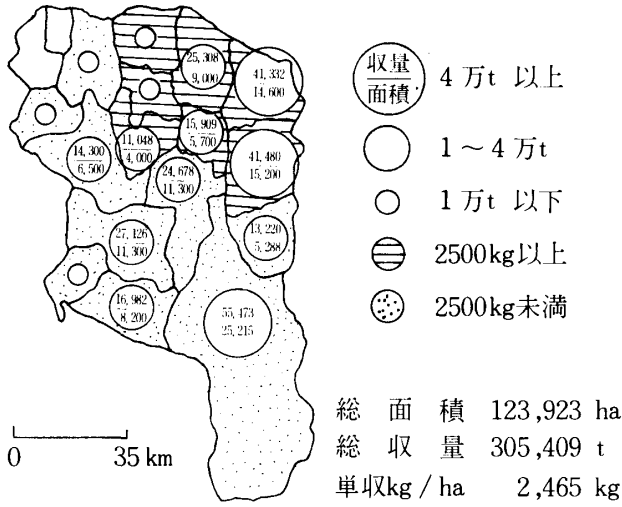 25,308
9,000
41,332
14,600
15,909
5,700
11,048
4,000
14,300
6,500
24,678
11,300
41,480
15,200
13,220
5,288
27,126
11,300
16,982
8,200
55,473
25,215
0 35 km
収量
面積
4万t 以上
1〜4万t
1万t 以下
2500kg以上
2500kg未満
総面積 123,923 ha
総収量 305,409 t
単収kg/ha 2,465 kg